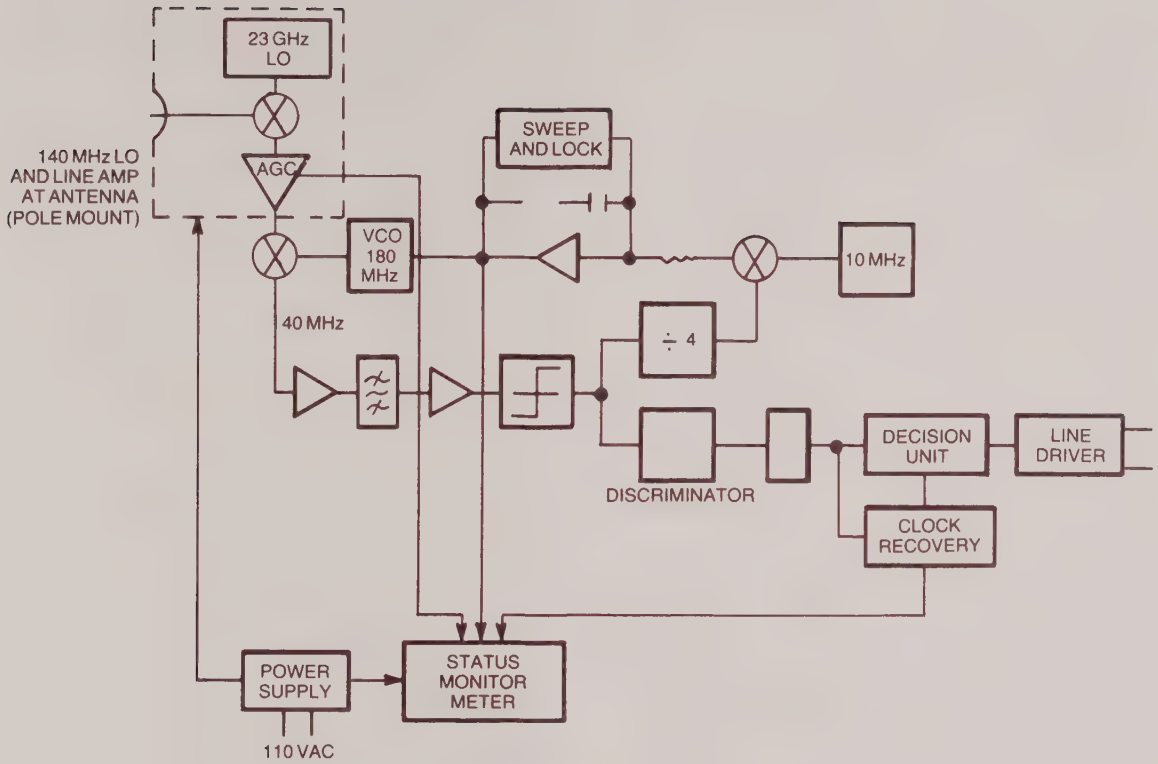 23 GHz
LO
140 MHz LO
AND LINE AMP
AT ANTENNA
(POLE MOUNT)
AGC
SWEEP
AND LOCK
VCO
180
MHz
10 MHz
40 MHz
÷ 4
DISCRIMINATOR
DECISION
UNIT
LINE
DRIVER
CLOCK
RECOVERY
POWER
SUPPLY
STATUS
MONITOR
METER
110 VAC